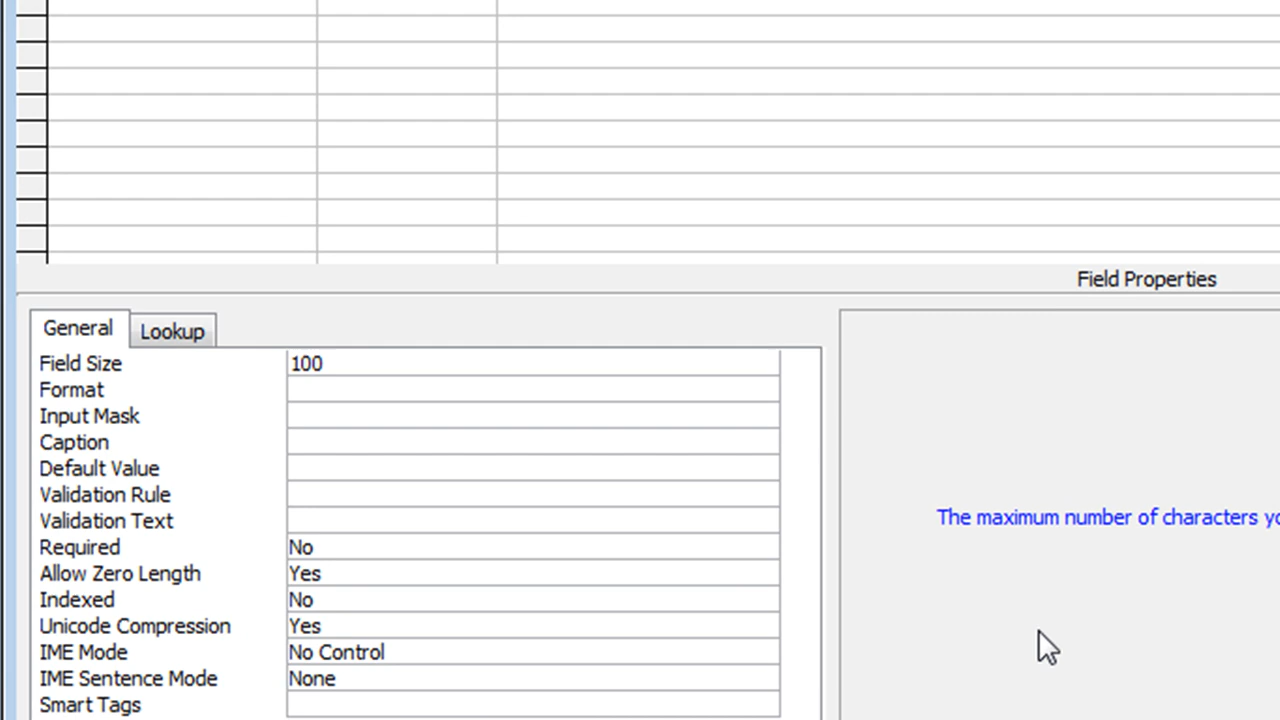 Field Properties
General
Lookup
Field Size 100
Format
Input Mask
Caption
Default Value
Validation Rule
Validation Text
Required No
Allow Zero Length Yes
Indexed No
Unicode Compression Yes
IME Mode No Control
IME Sentence Mode None
Smart Tags
The maximum number of characters